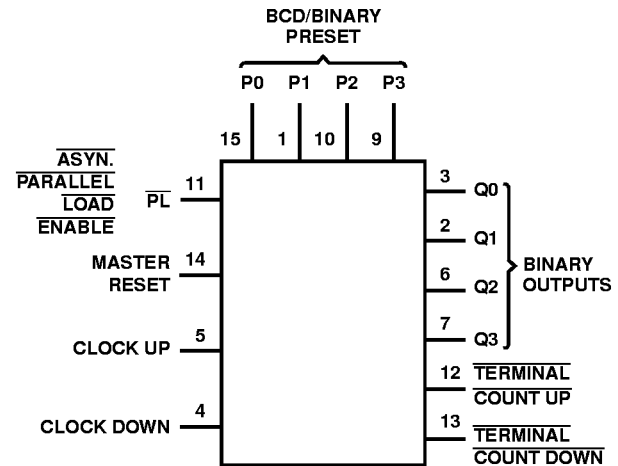 BCD/BINARY
PRESET
P0 P1 P2 P3
15 1 10 9
ASYN.
PARALLEL
LOAD
ENABLE
PL
11
MASTER
RESET
14
CLOCK UP
5
CLOCK DOWN
4
3
Q0
2
Q1
6
Q2
7
Q3
BINARY
OUTPUTS
12
TERMINAL
COUNT UP
13
TERMINAL
COUNT DOWN